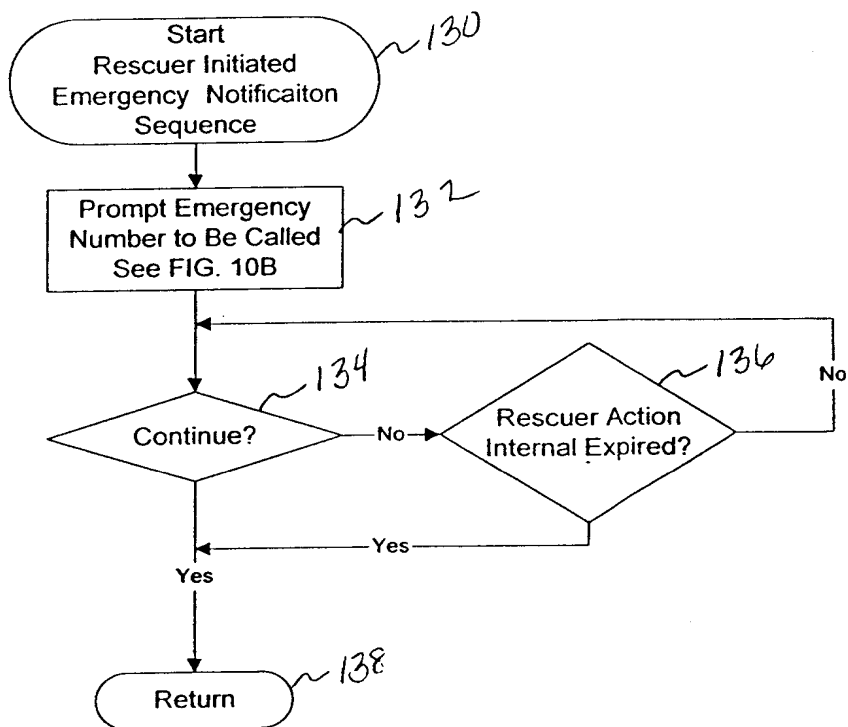 Start
Rescuer Initiated
Emergency Notificaiton
Sequence
130
Prompt Emergency
Number to Be Called
See FIG. 10B
132
134
Continue?
No
136
Rescuer Action
Internal Expired?
No
Yes
Yes
138
Return